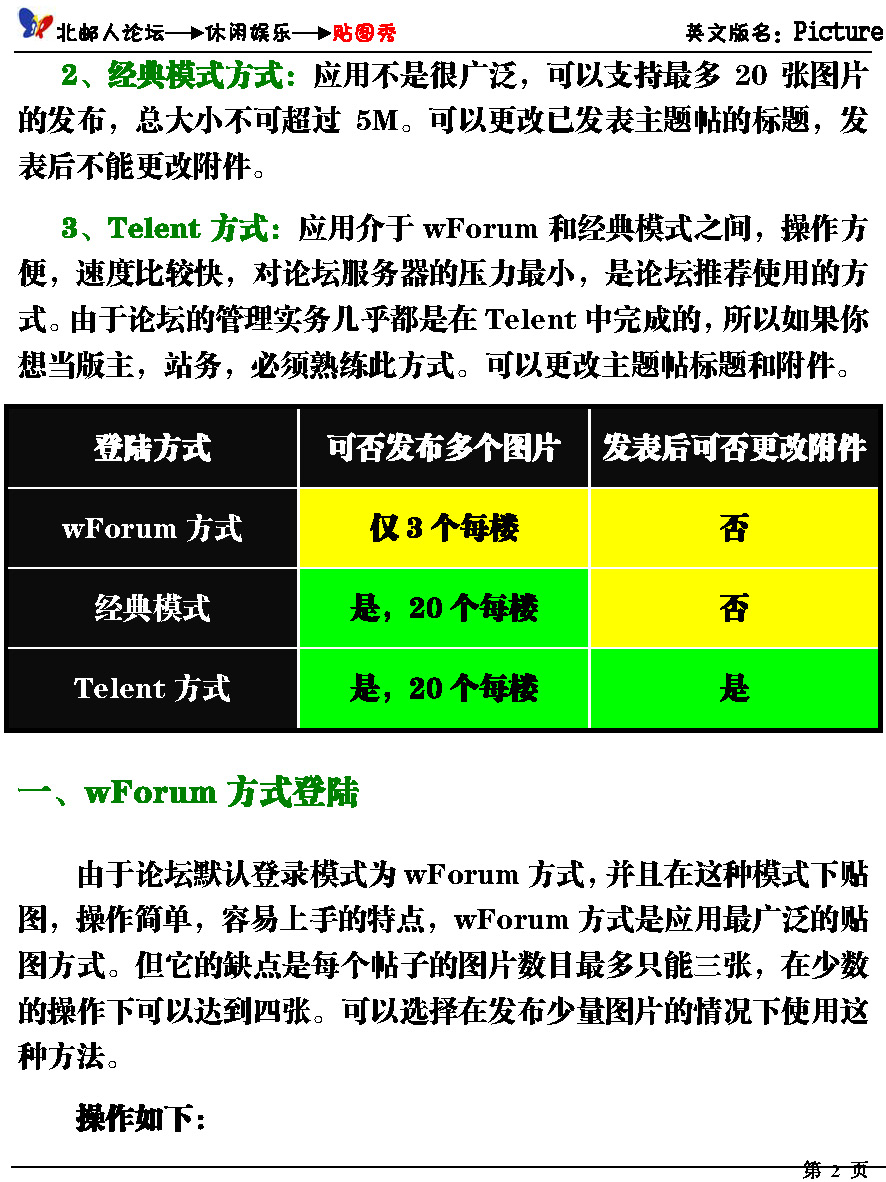 北邮人论坛—▶休闲娱乐—▶贴图秀 英文版名：Picture
2、经典模式方式：应用不是很广泛，可以支持最多 20 张图片
的发布，总大小不可超过 5M。可以更改已发表主题帖的标题，发
表后不能更改附件。
3、Telent 方式：应用介于 wForum 和经典模式之间，操作方
便，速度比较快，对论坛服务器的压力最小，是论坛推荐使用的方
式。由于论坛的管理实务几乎都是在 Telent 中完成的，所以如果你
想当版主，站务，必须熟练此方式。可以更改主题帖标题和附件。
登陆方式 可否发布多个图片 发表后可否更改附件
wForum 方式 仅 3 个每楼 否
经典模式 是，20 个每楼 否
Telent 方式 是，20 个每楼 是
一、wForum 方式登陆
由于论坛默认登录模式为 wForum 方式，并且在这种模式下贴
图，操作简单，容易上手的特点，wForum 方式是应用最广泛的贴
图方式。但它的缺点是每个帖子的图片数目最多只能三张，在少数
的操作下可以达到四张。可以选择在发布少量图片的情况下使用这
种方法。
操作如下：
第 2 页